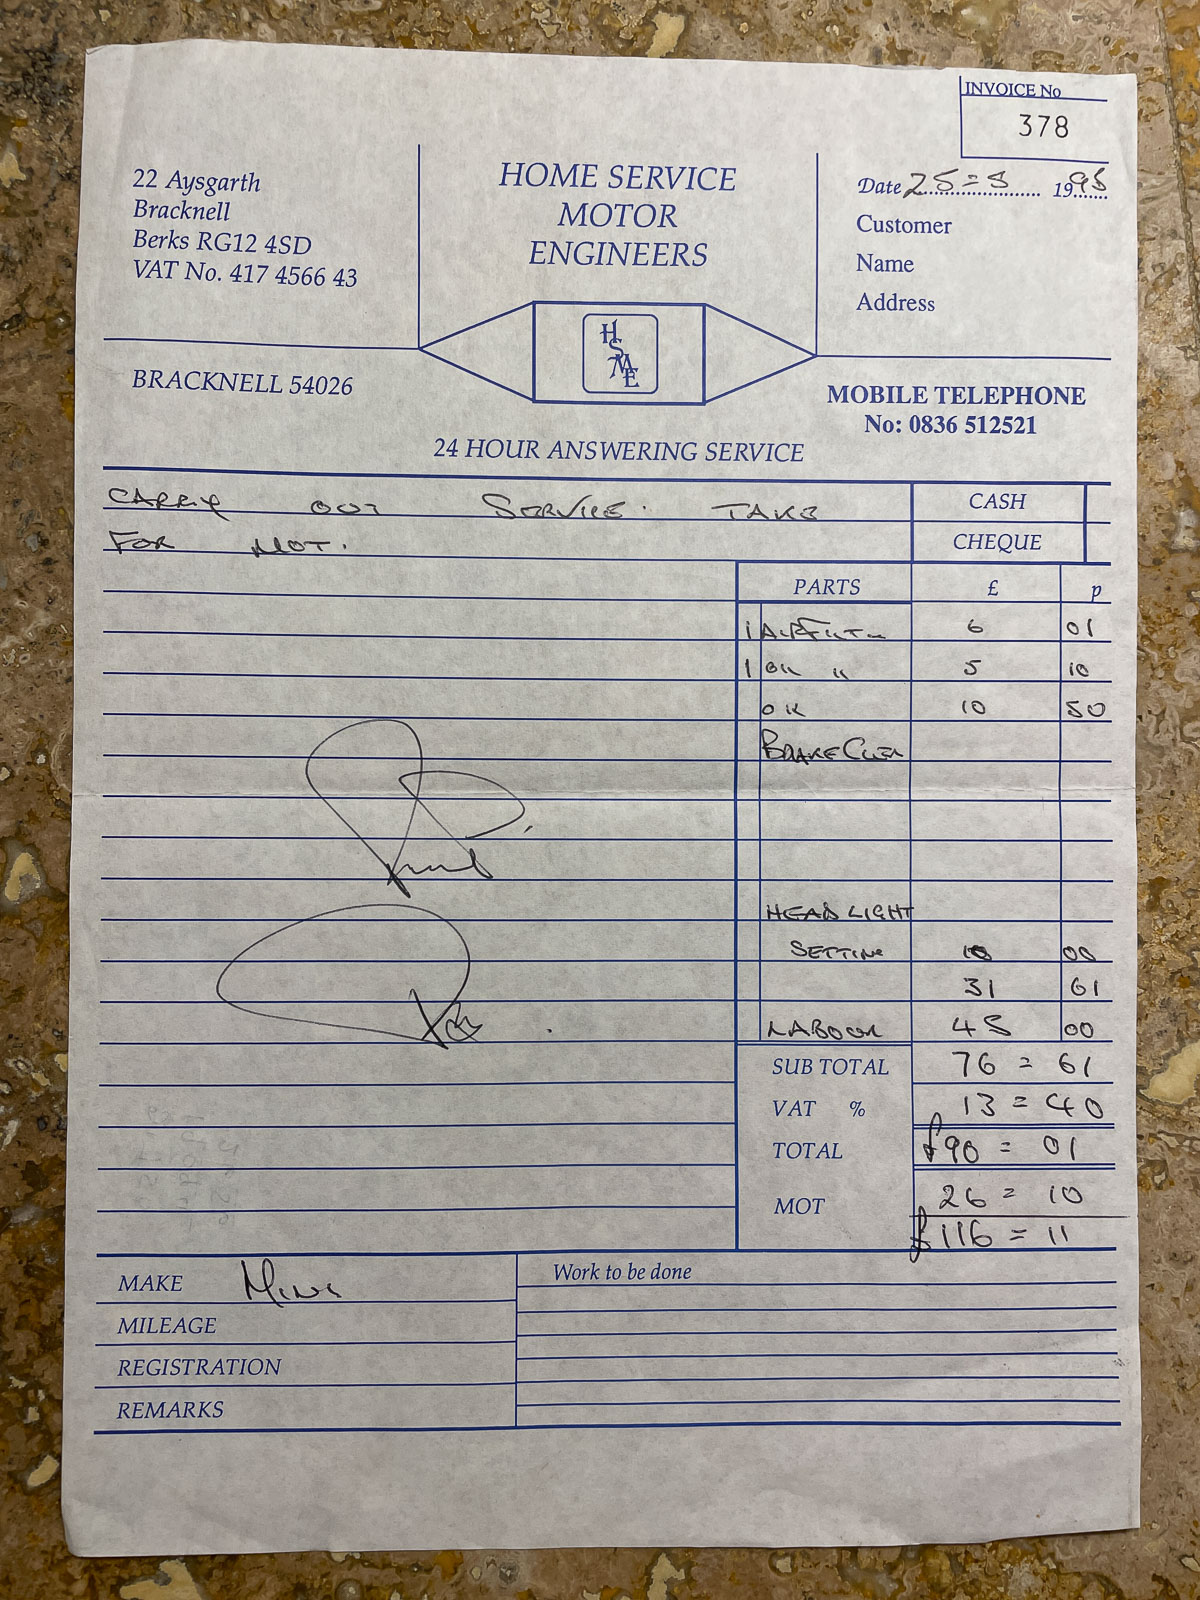 INVOICE No
378
22 Aysgarth
Bracknell
Berks RG12 4SD
VAT No. 417 4566 43
HOME SERVICE
MOTOR
ENGINEERS
Date 25=5 1995
Customer
Name
Address
HSME
BRACKNELL 54026
MOBILE TELEPHONE
No: 0836 512521
24 HOUR ANSWERING SERVICE
CARRY OUT SERVICE. TAKE
FOR MOT.
CASH
CHEQUE
PARTS £ p
1 AIR FILTER 6 01
1 OIL " 5 10
OIL 10 50
BRAKE CLEN
HEAD LIGHT
SETTING 10 00
31 61
LABOUR 45 00
SUB TOTAL 76 = 61
VAT % 13 = 40
TOTAL £90 = 01
MOT 26 = 10
£116 = 11
MAKE Mini
MILEAGE
REGISTRATION
REMARKS
Work to be done